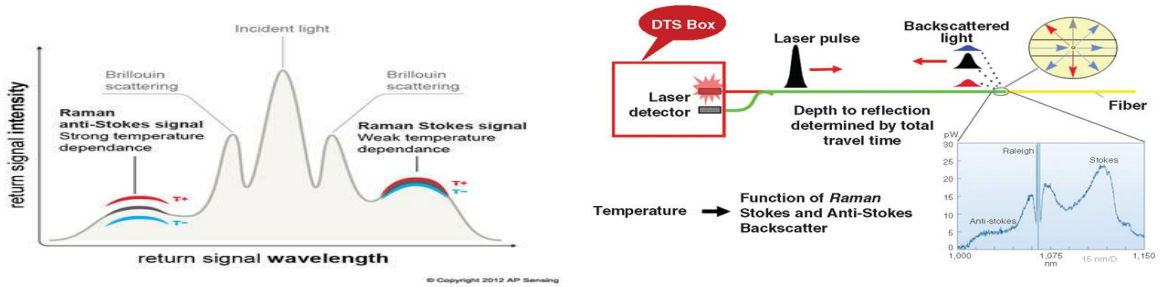 Incident light
Brillouin
scattering
Brillouin
scattering
Raman
anti-Stokes signal
Strong temperature
dependance
Raman Stokes signal
Weak temperature
dependance
T+
T-
T+
T-
return signal intensity
return signal wavelength
© Copyright 2012 AP Sensing
DTS Box
Laser pulse
Backscattered
light
Laser
detector
Depth to reflection
determined by total
travel time
Fiber
Temperature
Function of Raman
Stokes and Anti-Stokes
Backscatter
pW
30
25
20
15
10
5
0
Raleigh
Stokes
Anti-stokes
1,000
1,075
1,150
nm
15 nm/D